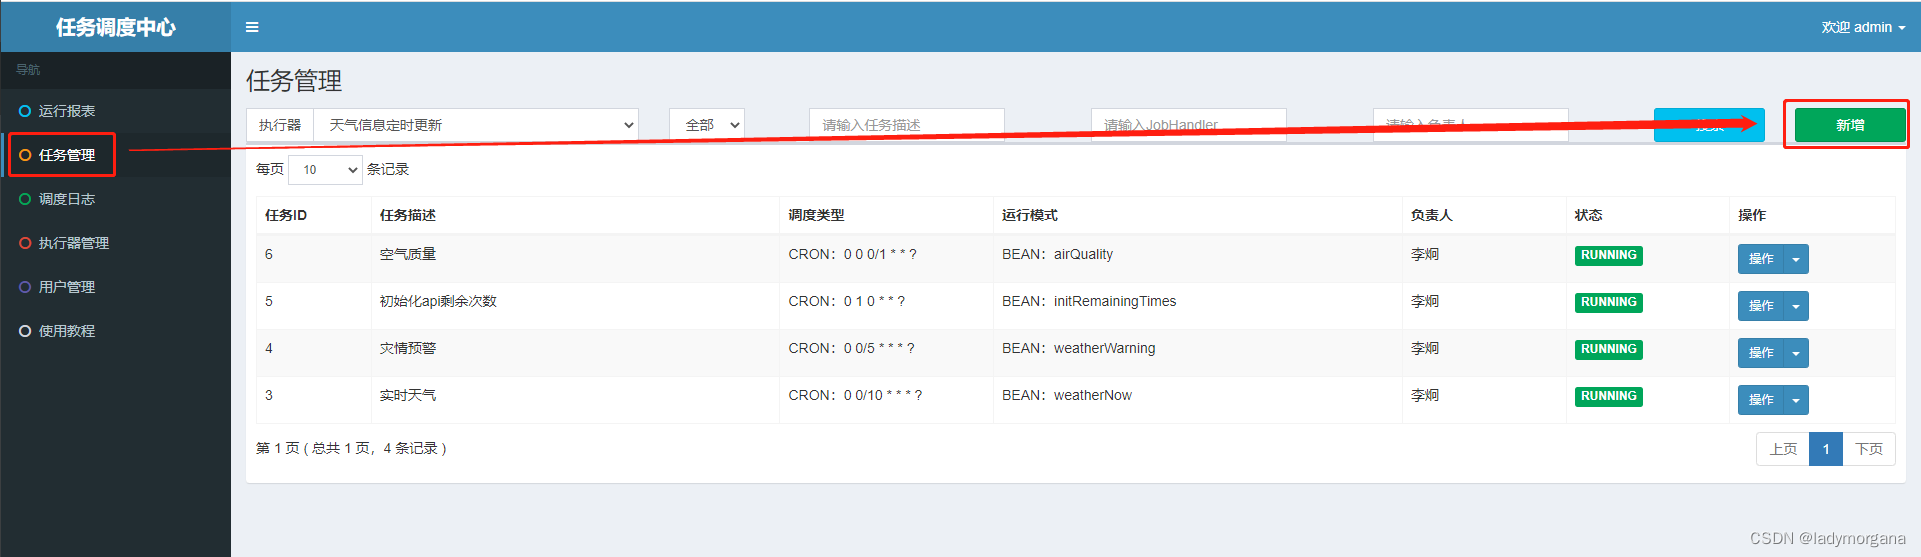 任务调度中心
欢迎 admin
导航
运行报表
任务管理
调度日志
执行器管理
用户管理
使用教程
任务管理
执行器 天气信息定时更新 全部 请输入任务描述 请输入JobHandler 请输入负责人 搜索 新增
每页 10 条记录
任务ID 任务描述 调度类型 运行模式 负责人 状态 操作
6 空气质量 CRON：0 0 0/1 * * ? BEAN：airQuality 李炯 RUNNING 操作
5 初始化api剩余次数 CRON：0 1 0 * * ? BEAN：initRemainingTimes 李炯 RUNNING 操作
4 灾情预警 CRON：0 0/5 * * * ? BEAN：weatherWarning 李炯 RUNNING 操作
3 实时天气 CRON：0 0/10 * * * ? BEAN：weatherNow 李炯 RUNNING 操作
第 1 页 ( 总共 1 页，4 条记录 )
上页 1 下页
CSDN @ladymorgana